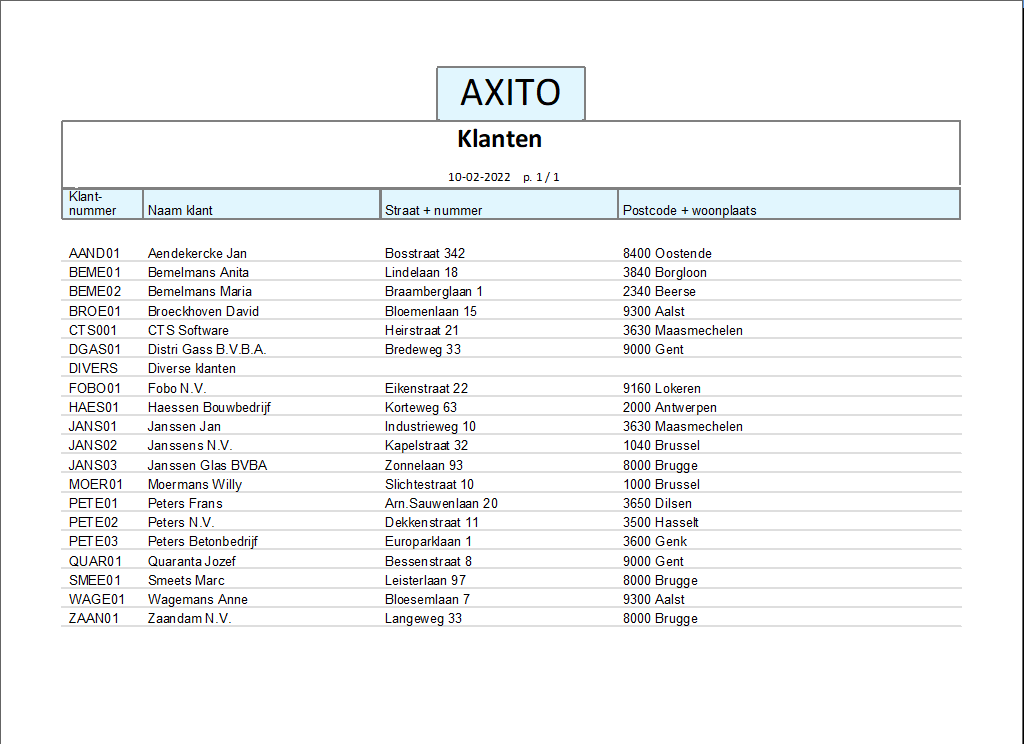 AXITO
Klanten
10-02-2022 p. 1 / 1
Klant-
nummer Naam klant Straat + nummer Postcode + woonplaats
AAND01 Aendekercke Jan Bosstraat 342 8400 Oostende
BEME01 Bemelmans Anita Lindelaan 18 3840 Borgloon
BEME02 Bemelmans Maria Braamberglaan 1 2340 Beerse
BROE01 Broeckhoven David Bloemenlaan 15 9300 Aalst
CTS001 CTS Software Heirstraat 21 3630 Maasmechelen
DGAS01 Distri Gass B.V.B.A. Bredeweg 33 9000 Gent
DIVERS Diverse klanten
FOBO01 Fobo N.V. Eikenstraat 22 9160 Lokeren
HAES01 Haessen Bouwbedrijf Korteweg 63 2000 Antwerpen
JANS01 Janssen Jan Industrieweg 10 3630 Maasmechelen
JANS02 Janssens N.V. Kapelstraat 32 1040 Brussel
JANS03 Janssen Glas BVBA Zonnelaan 93 8000 Brugge
MOER01 Moermans Willy Slichtestraat 10 1000 Brussel
PETE01 Peters Frans Arn.Sauwenlaan 20 3650 Dilsen
PETE02 Peters N.V. Dekkenstraat 11 3500 Hasselt
PETE03 Peters Betonbedrijf Europarklaan 1 3600 Genk
QUAR01 Quaranta Jozef Bessenstraat 8 9000 Gent
SMEE01 Smeets Marc Leisterlaan 97 8000 Brugge
WAGE01 Wagemans Anne Bloesemlaan 7 9300 Aalst
ZAAN01 Zaandam N.V. Langeweg 33 8000 Brugge